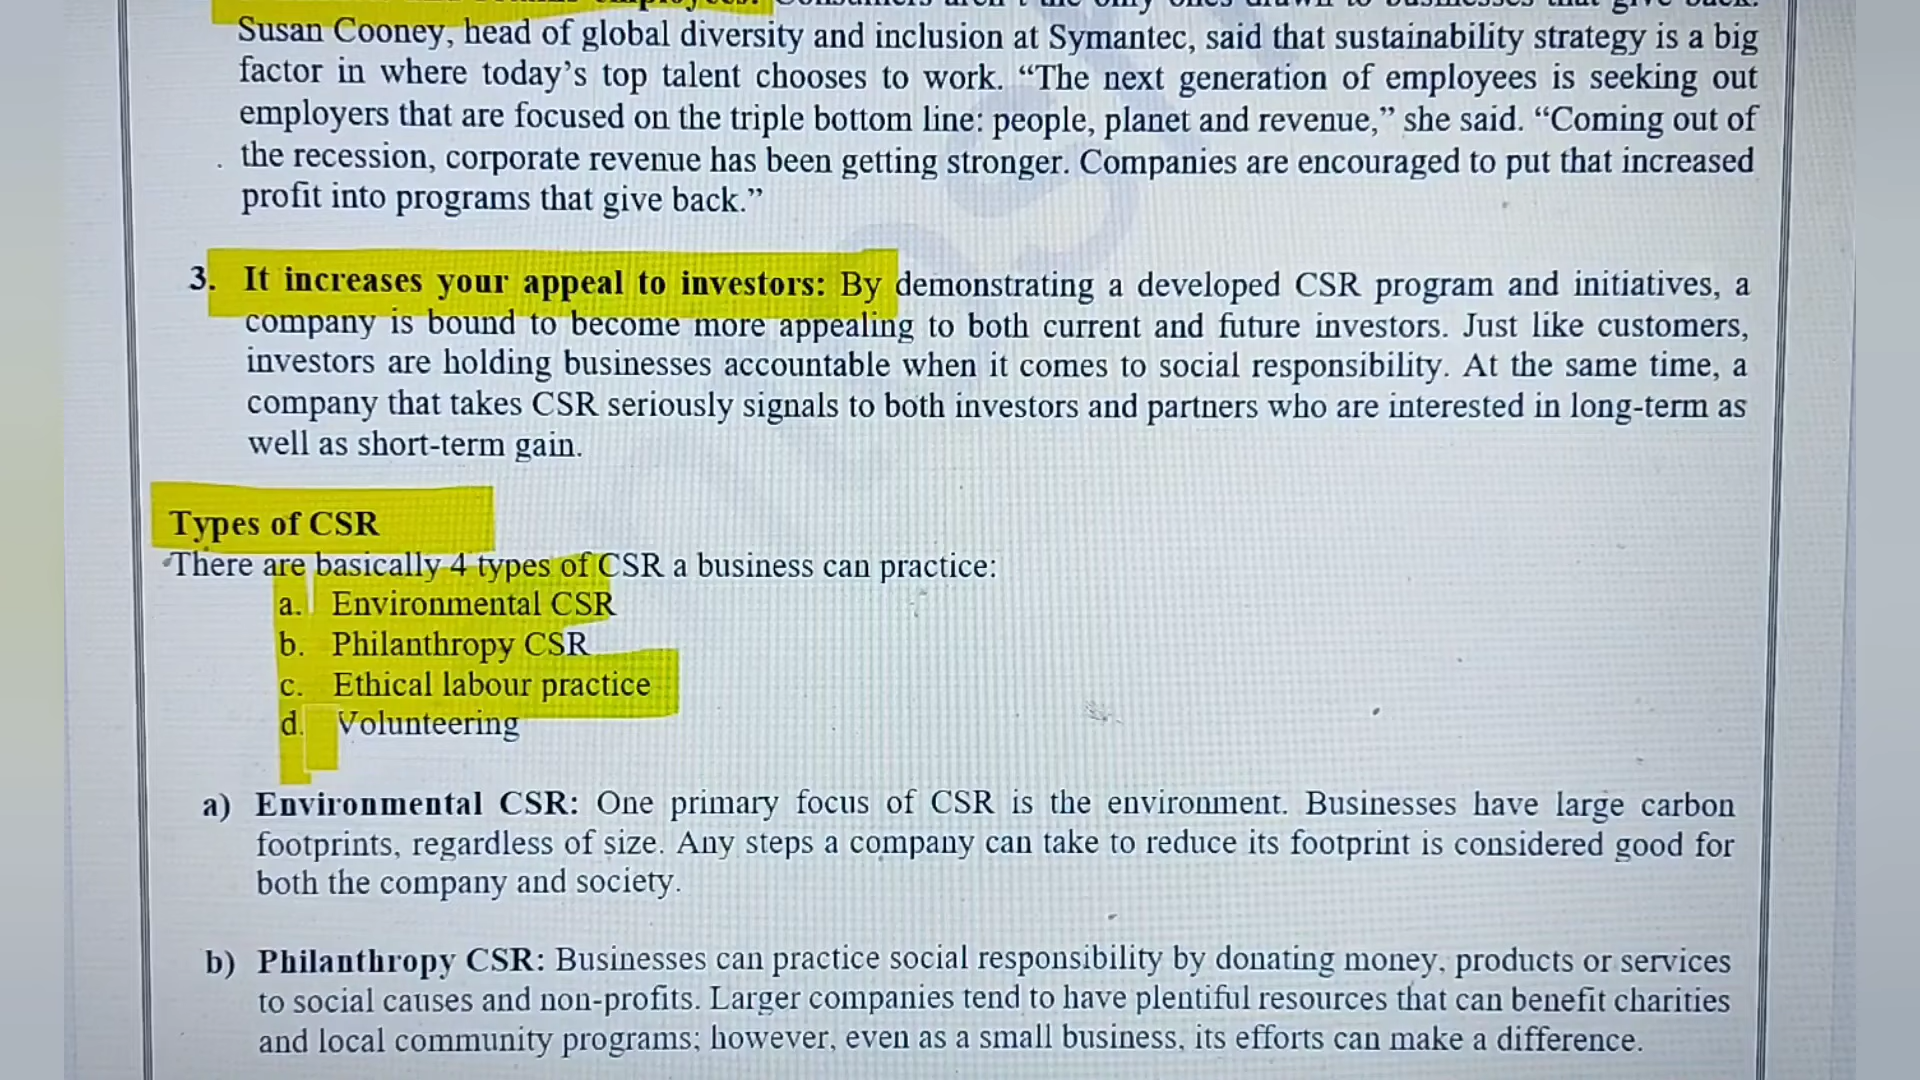 Susan Cooney, head of global diversity and inclusion at Symantec, said that sustainability strategy is a big
factor in where today’s top talent chooses to work. “The next generation of employees is seeking out
employers that are focused on the triple bottom line: people, planet and revenue,” she said. “Coming out of
the recession, corporate revenue has been getting stronger. Companies are encouraged to put that increased
profit into programs that give back.”
3. It increases your appeal to investors: By demonstrating a developed CSR program and initiatives, a
company is bound to become more appealing to both current and future investors. Just like customers,
investors are holding businesses accountable when it comes to social responsibility. At the same time, a
company that takes CSR seriously signals to both investors and partners who are interested in long-term as
well as short-term gain.
Types of CSR
There are basically 4 types of CSR a business can practice:
a. Environmental CSR
b. Philanthropy CSR
c. Ethical labour practice
d. Volunteering
a) Environmental CSR: One primary focus of CSR is the environment. Businesses have large carbon
footprints, regardless of size. Any steps a company can take to reduce its footprint is considered good for
both the company and society.
b) Philanthropy CSR: Businesses can practice social responsibility by donating money, products or services
to social causes and non-profits. Larger companies tend to have plentiful resources that can benefit charities
and local community programs; however, even as a small business, its efforts can make a difference.